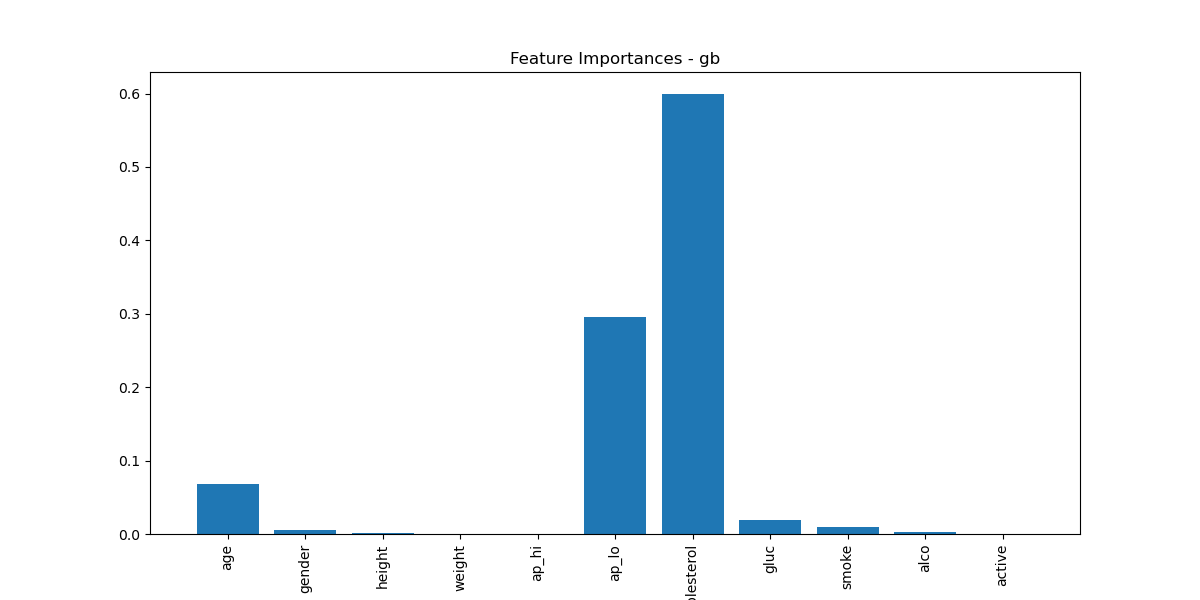 Feature Importances - gb
0.6
0.5
0.4
0.3
0.2
0.1
0.0
age
gender
height
weight
ap_hi
ap_lo
olesterol
gluc
smoke
alco
active